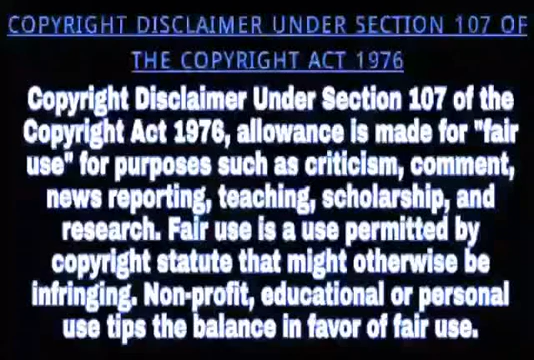 COPYRIGHT DISCLAIMER UNDER SECTION 107 OF
THE COPYRIGHT ACT 1976
Copyright Disclaimer Under Section 107 of the
Copyright Act 1976, allowance is made for "fair
use" for purposes such as criticism, comment,
news reporting, teaching, scholarship, and
research. Fair use is a use permitted by
copyright statute that might otherwise be
infringing. Non-profit, educational or personal
use tips the balance in favor of fair use.